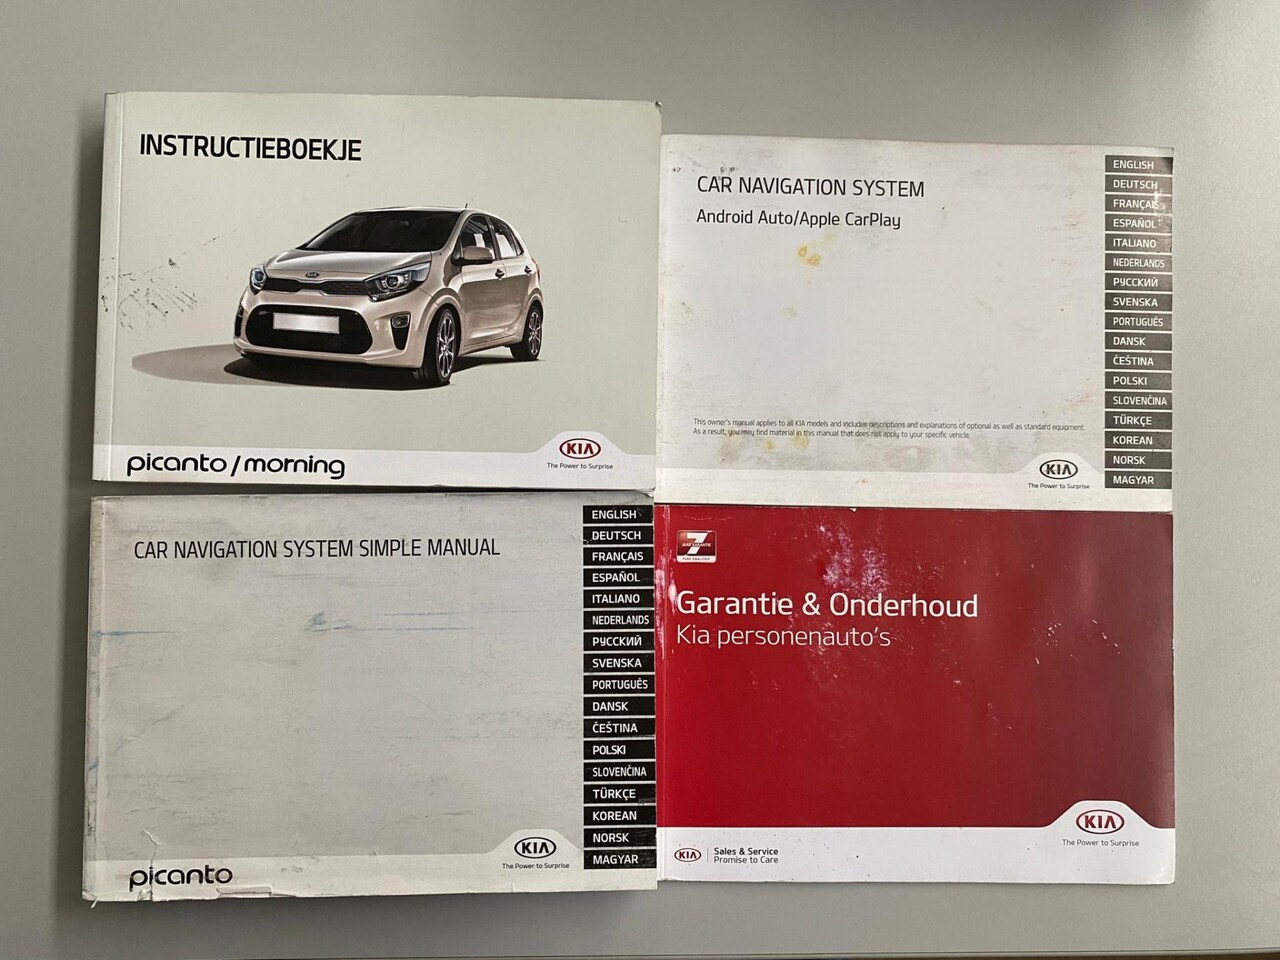 INSTRUCTIEBOEKJE
KIA
picanto/morning
KIA
The Power to Surprise
CAR NAVIGATION SYSTEM
Android Auto/Apple CarPlay
ENGLISH
DEUTSCH
FRANÇAIS
ESPAÑOL
ITALIANO
NEDERLANDS
РУССКИЙ
SVENSKA
PORTUGUÊS
DANSK
ČEŠTINA
POLSKI
SLOVENČINA
TÜRKÇE
KOREAN
NORSK
MAGYAR
This owner's manual applies to all KIA models and includes descriptions and explanations of optional as well as standard equipment.
As a result, you may find material in this manual that does not apply to your specific vehicle.
KIA
The Power to Surprise
CAR NAVIGATION SYSTEM SIMPLE MANUAL
ENGLISH
DEUTSCH
FRANÇAIS
ESPAÑOL
ITALIANO
NEDERLANDS
РУССКИЙ
SVENSKA
PORTUGUÊS
DANSK
ČEŠTINA
POLSKI
SLOVENČINA
TÜRKÇE
KOREAN
NORSK
MAGYAR
picanto
KIA
The Power to Surprise
7
JAAR GARANTIE
Garantie & Onderhoud
Kia personenauto's
KIA
Sales & Service
Promise to Care
KIA
The Power to Surprise